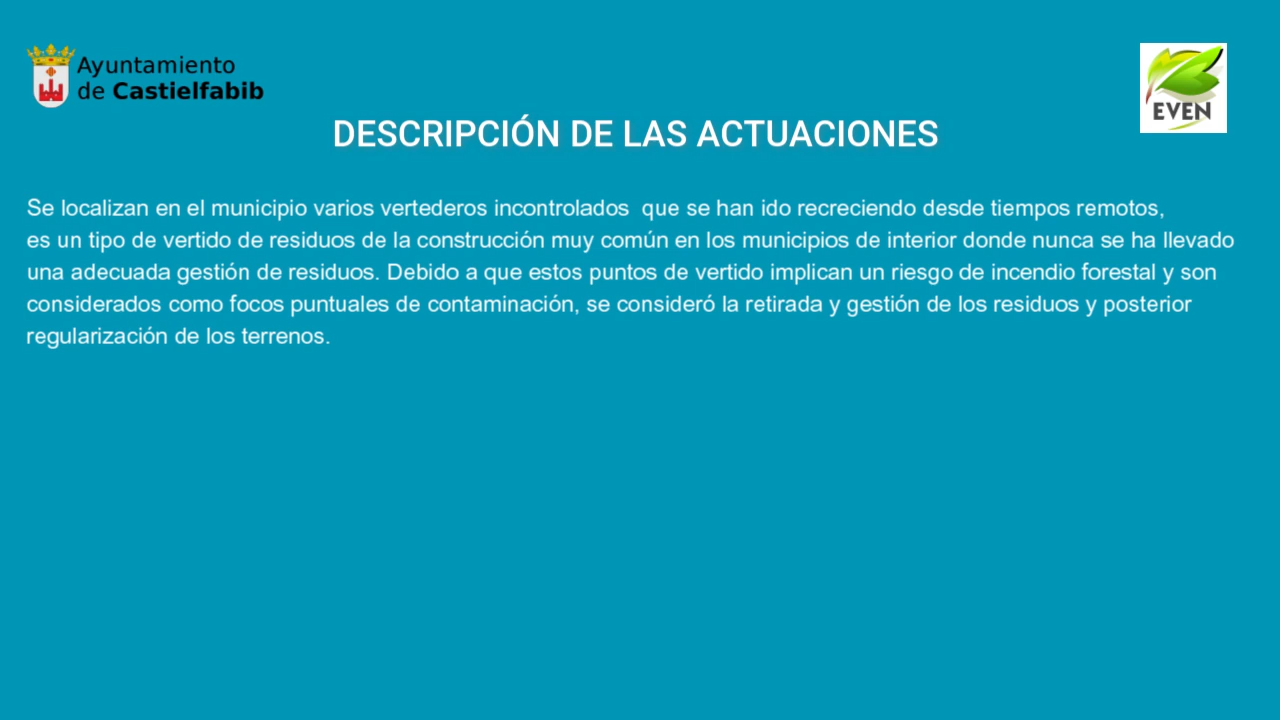 Ayuntamiento
de Castielfabib
EVEN
DESCRIPCIÓN DE LAS ACTUACIONES
Se localizan en el municipio varios vertederos incontrolados  que se han ido recreciendo desde tiempos remotos,
es un tipo de vertido de residuos de la construcción muy común en los municipios de interior donde nunca se ha llevado
una adecuada gestión de residuos. Debido a que estos puntos de vertido implican un riesgo de incendio forestal y son
considerados como focos puntuales de contaminación, se consideró la retirada y gestión de los residuos y posterior
regularización de los terrenos.